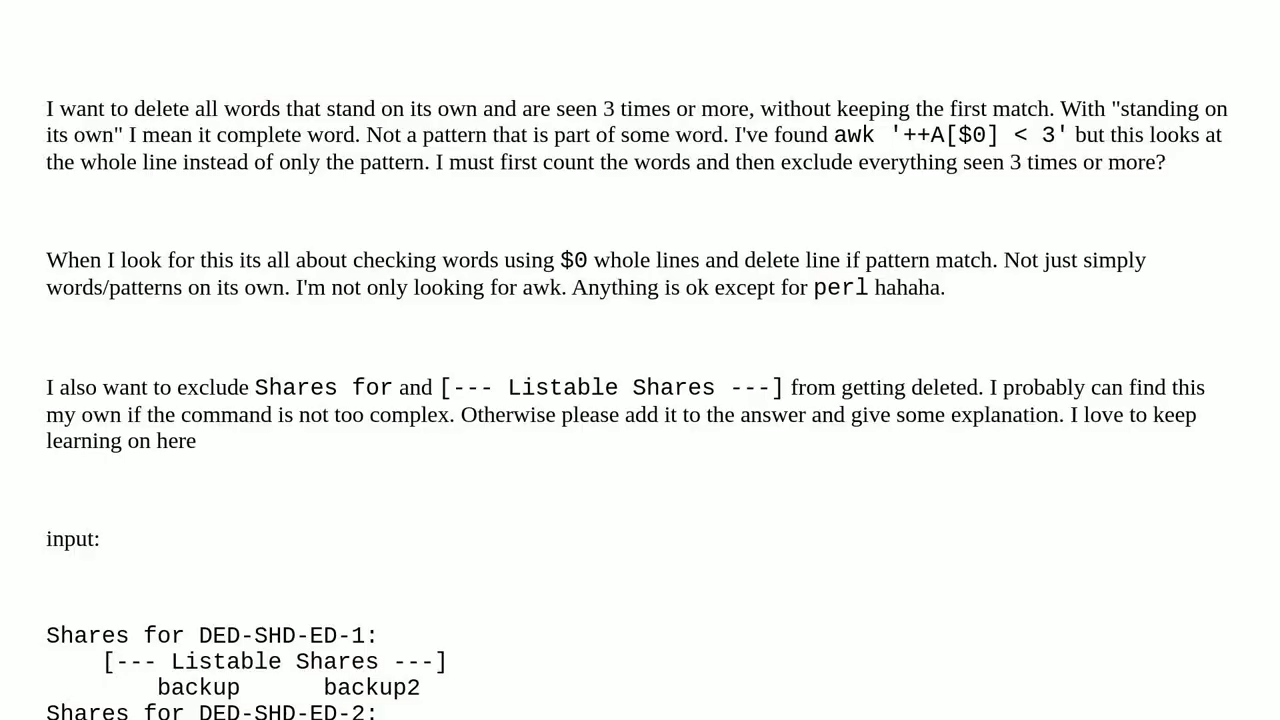 I want to delete all words that stand on its own and are seen 3 times or more, without keeping the first match. With "standing on
its own" I mean it complete word. Not a pattern that is part of some word. I've found awk '++A[$0] < 3' but this looks at
the whole line instead of only the pattern. I must first count the words and then exclude everything seen 3 times or more?
When I look for this its all about checking words using $0 whole lines and delete line if pattern match. Not just simply
words/patterns on its own. I'm not only looking for awk. Anything is ok except for perl hahaha.
I also want to exclude Shares for and [--- Listable Shares ---] from getting deleted. I probably can find this
my own if the command is not too complex. Otherwise please add it to the answer and give some explanation. I love to keep
learning on here
input:
Shares for DED-SHD-ED-1:
    [--- Listable Shares ---]
        backup      backup2
Shares for DED-SHD-ED-2: